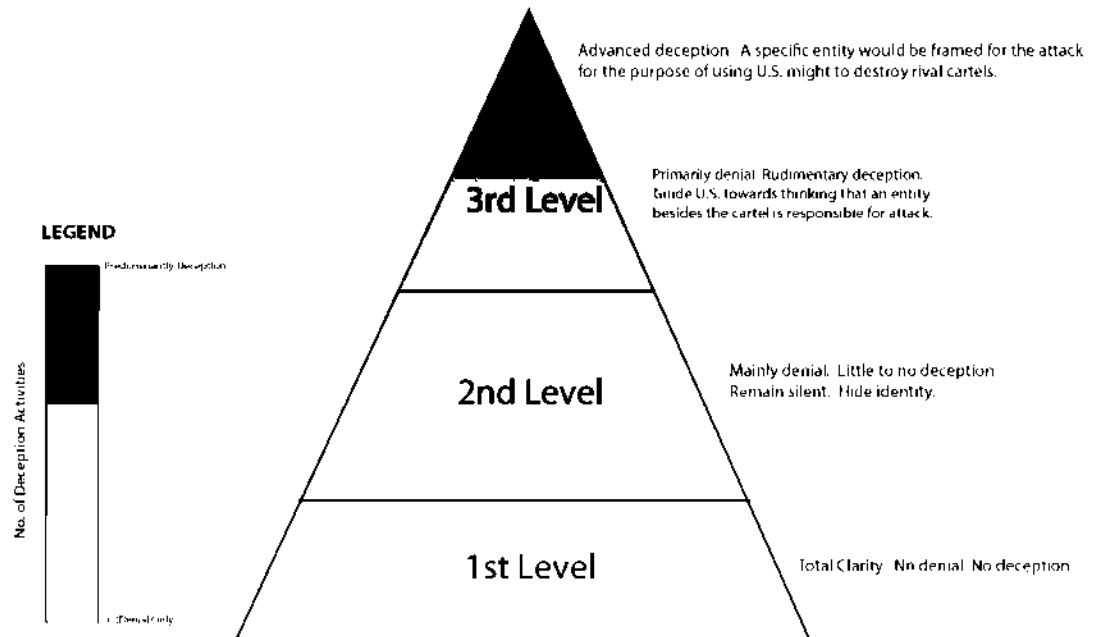 Advanced deception A specific entity would be framed for the attack
for the purpose of using U.S. might to destroy rival cartels.
3rd Level
Primarily denial Rudimentary deception.
Guide U.S. towards thinking that an entity
besides the cartel is responsible for attack.
LEGEND
Predominantly Deception
No. of Deception Activities
2nd Level
Mainly denial. Little to no deception
Remain silent. Hide identity.
1st Level
Total Clarity No denial No deception
Denial only